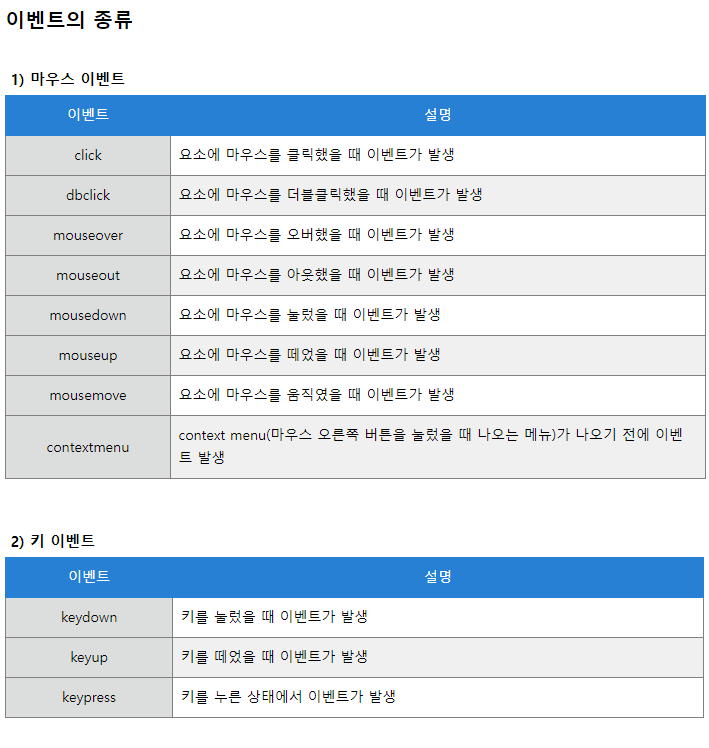 이벤트의 종류
1) 마우스 이벤트
이벤트 설명
click 요소에 마우스를 클릭했을 때 이벤트가 발생
dbclick 요소에 마우스를 더블클릭했을 때 이벤트가 발생
mouseover 요소에 마우스를 오버했을 때 이벤트가 발생
mouseout 요소에 마우스를 아웃했을 때 이벤트가 발생
mousedown 요소에 마우스를 눌렀을 때 이벤트가 발생
mouseup 요소에 마우스를 떼었을 때 이벤트가 발생
mousemove 요소에 마우스를 움직였을 때 이벤트가 발생
contextmenu context menu(마우스 오른쪽 버튼을 눌렀을 때 나오는 메뉴)가 나오기 전에 이벤
트 발생
2) 키 이벤트
이벤트 설명
keydown 키를 눌렀을 때 이벤트가 발생
keyup 키를 떼었을 때 이벤트가 발생
keypress 키를 누른 상태에서 이벤트가 발생